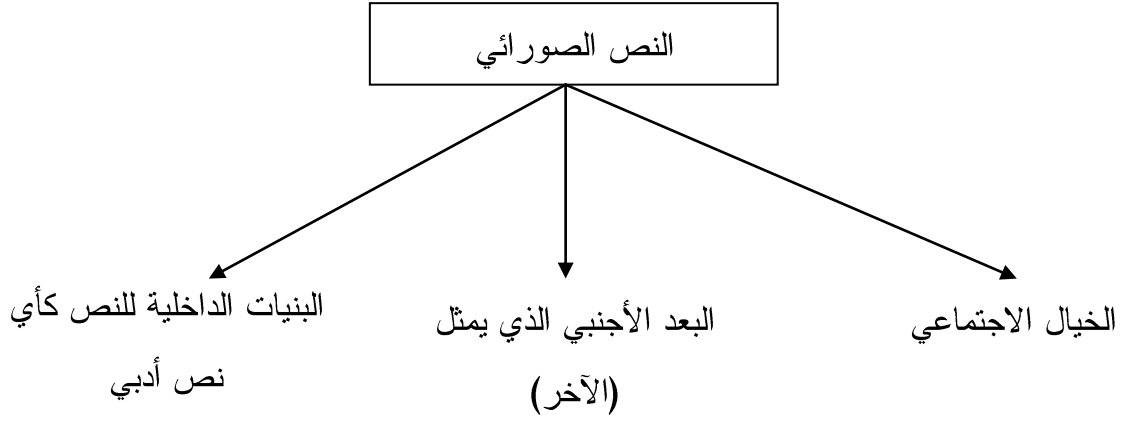 النص الصورائي
الخيال الاجتماعي
البعد الأجنبي الذي يمثل
(الآخر)
البنيات الداخلية للنص كأي
نص أدبي